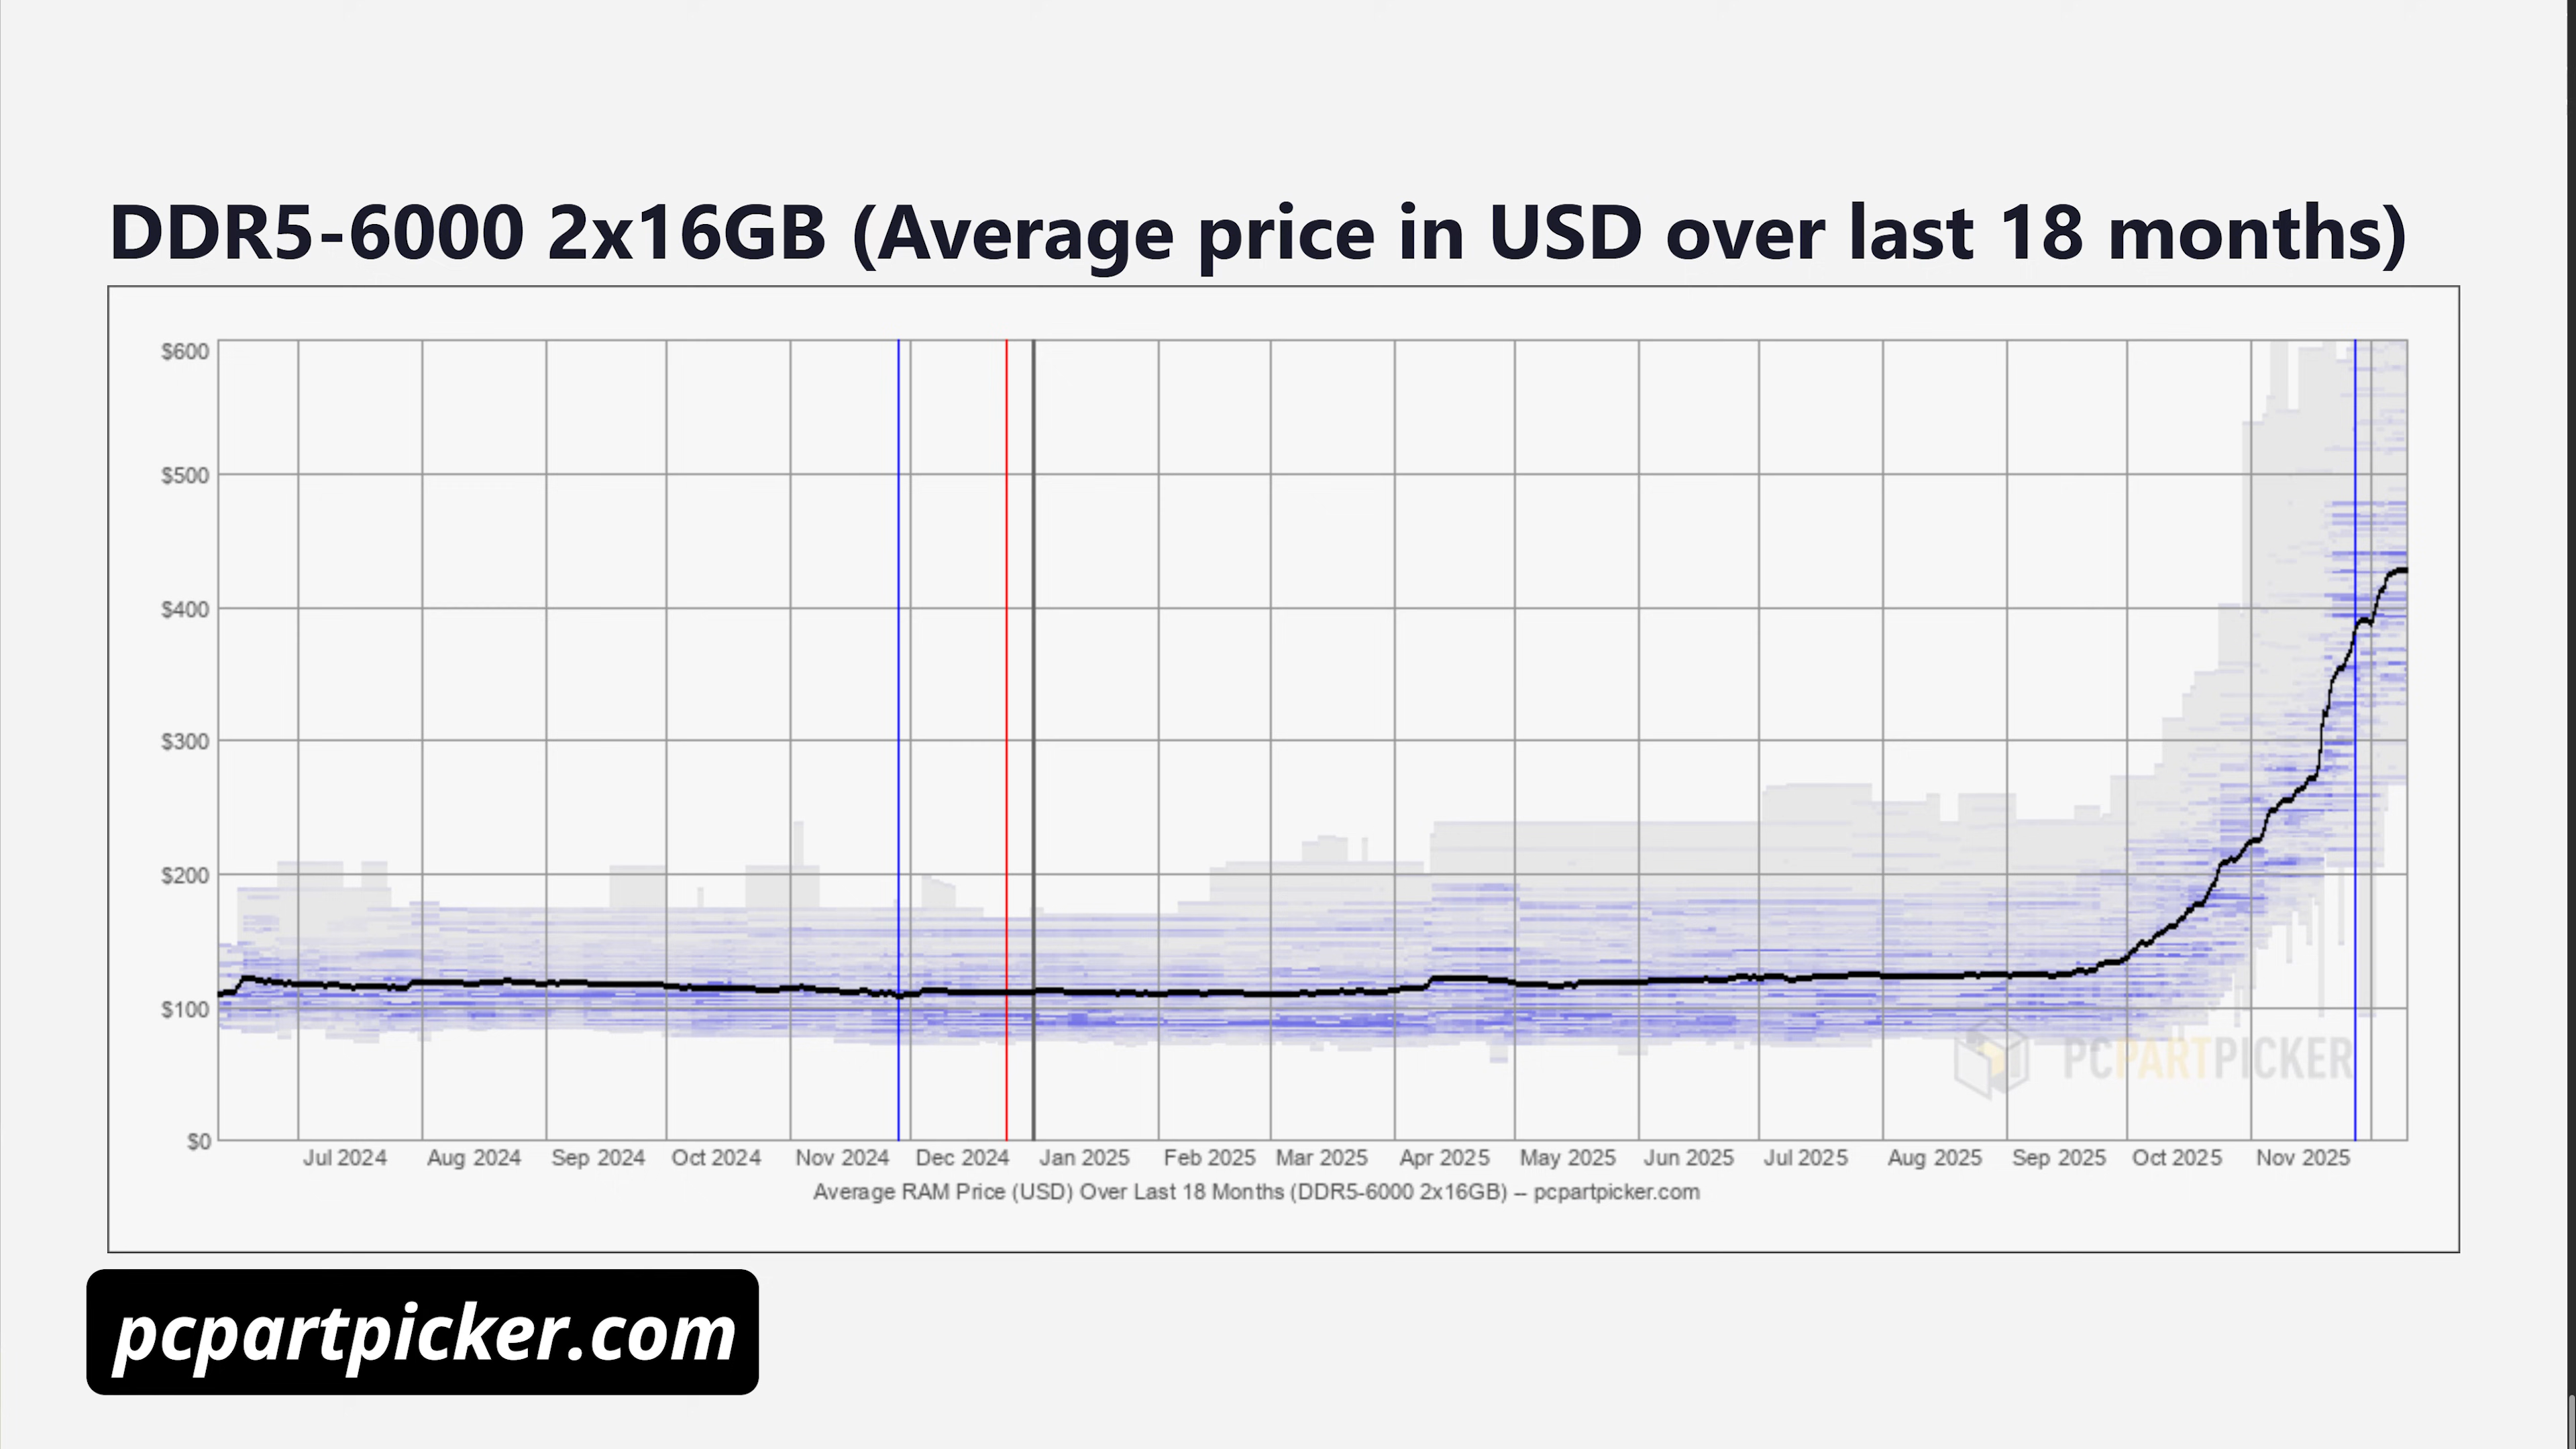 DDR5-6000 2x16GB (Average price in USD over last 18 months)
$600
$500
$400
$300
$200
$100
$0
PCPARTPICKER
Jul 2024 Aug 2024 Sep 2024 Oct 2024 Nov 2024 Dec 2024 Jan 2025 Feb 2025 Mar 2025 Apr 2025 May 2025 Jun 2025 Jul 2025 Aug 2025 Sep 2025 Oct 2025 Nov 2025
Average RAM Price (USD) Over Last 18 Months (DDR5-6000 2x16GB) – pcpartpicker.com
pcpartpicker.com